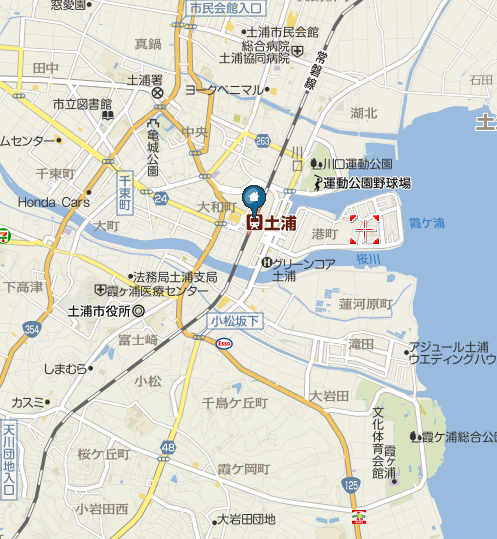 窓愛園
市民会館入口
真鍋
土浦市民会館
総合病院
土浦協同病院
常磐線
田中
土浦署
ヨークベニマル
石田
市立図書館
湖北
土
ームセンター
亀城公園
中央
263
川口
川口運動公園
千束町
運動公園野球場
千束町
Honda Cars
24
大和町
土浦
霞ケ浦
大町
港町
桜川
グリーンコア
土浦
法務局土浦支局
下高津
霞ヶ浦医療センター
蓮河原町
土浦市役所
354
小松坂下
富士崎
Esso
滝田
アジュール土浦
ウエディングハウ
しまむら
小松
大岩田
カスミ
千鳥ケ丘町
文化体育会館
天川団地入口
霞ヶ浦総合公
桜ケ丘町
48
霞ヶ浦
霞ケ岡町
125
小岩田西
大岩田団地